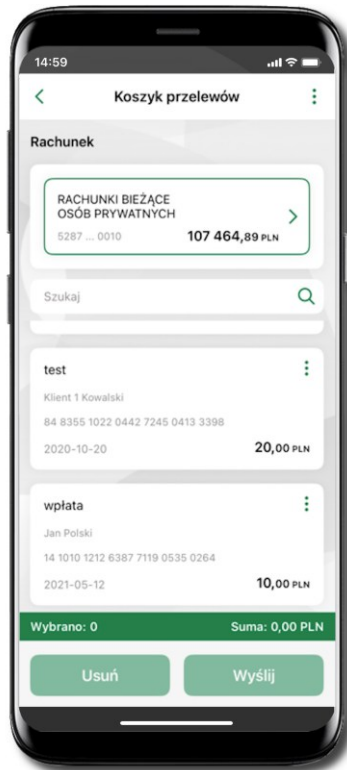 14:59
Koszyk przelewów
Rachunek
RACHUNKI BIEŻĄCE
OSÓB PRYWATNYCH
5287 ... 0010 107 464,89 PLN
Szukaj
test
Klient 1 Kowalski
84 8355 1022 0442 7245 0413 3398
2020-10-20 20,00 PLN
wpłata
Jan Polski
14 1010 1212 6387 7119 0535 0264
2021-05-12 10,00 PLN
Wybrano: 0 Suma: 0,00 PLN
Usuń Wyślij